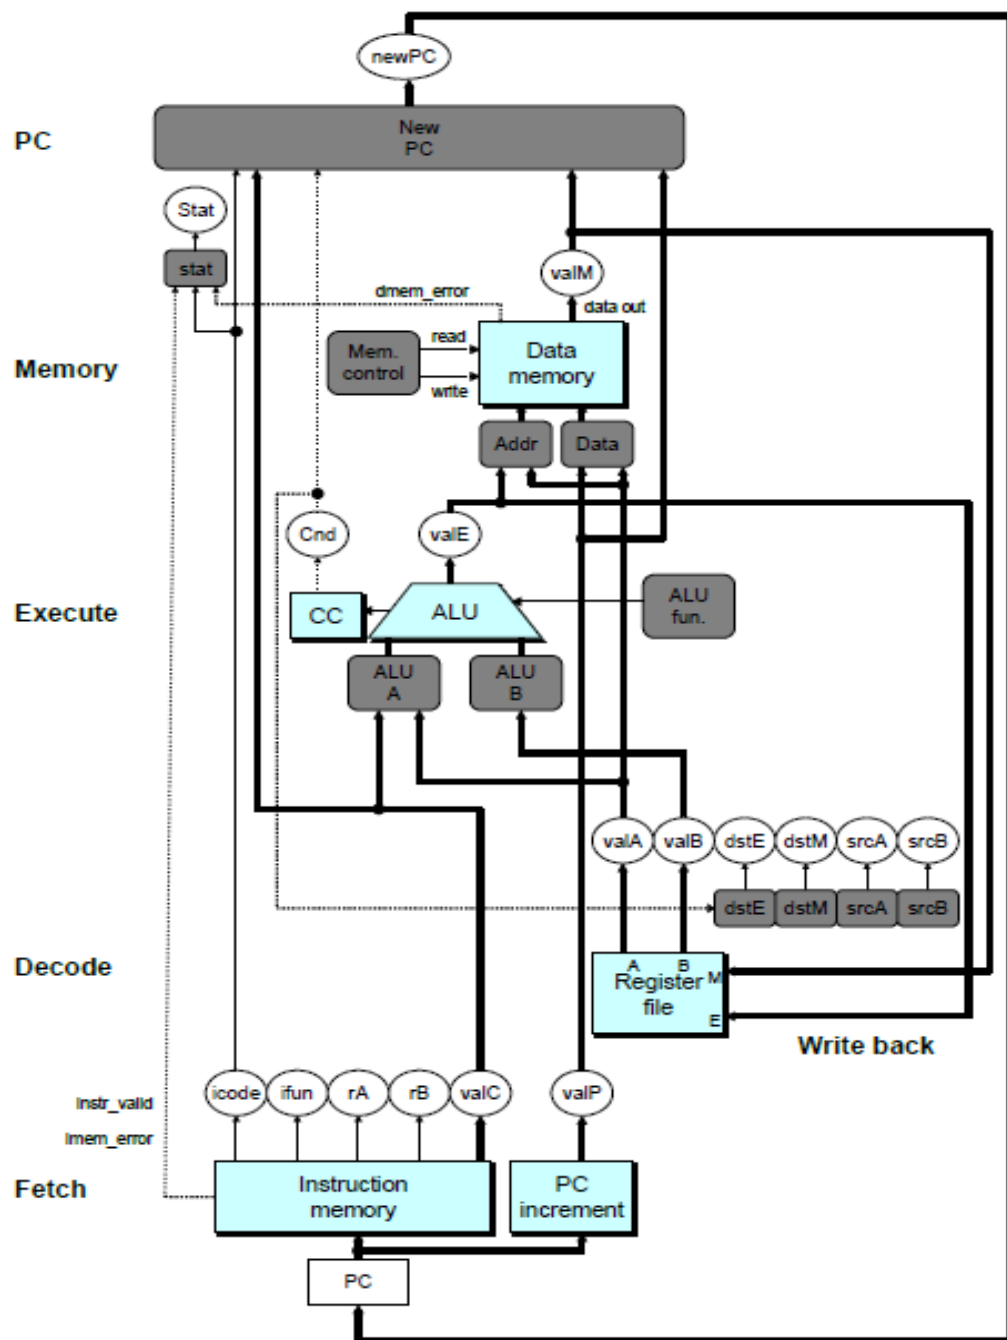 newPC
New
PC
PC
Stat
stat
valM
dmem_error
data out
Mem.
control
read
write
Data
memory
Memory
Addr
Data
Cnd
valE
CC
ALU
ALU
fun.
Execute
ALU
A
ALU
B
valA
valB
dstE
dstM
srcA
srcB
dstE
dstM
srcA
srcB
Decode
A
B
M
Register
file
E
Write back
icode
ifun
rA
rB
valC
valP
Instr_valid
Imem_error
Fetch
Instruction
memory
PC
increment
PC